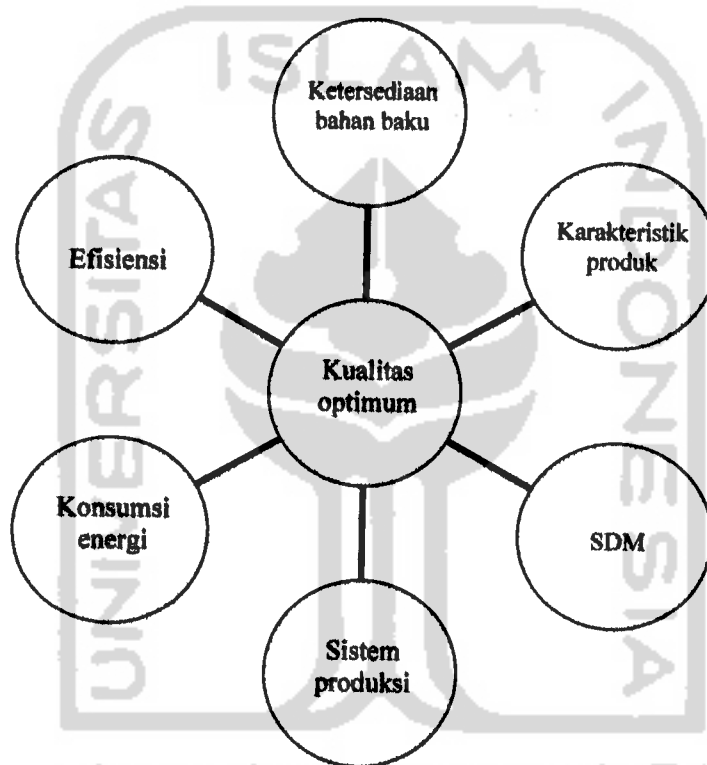 ISLAM
UNIVERSITAS
INDONESIA
Ketersediaan
bahan baku
Efisiensi
Karakteristik
produk
Kualitas
optimum
Konsumsi
energi
SDM
Sistem
produksi